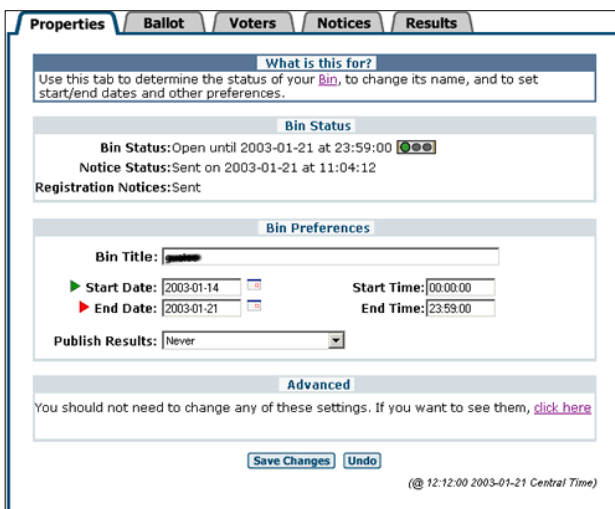 Properties Ballot Voters Notices Results
What is this for?
Use this tab to determine the status of your Bin, to change its name, and to set
start/end dates and other preferences.
Bin Status
Bin Status:Open until 2003-01-21 at 23:59:00
Notice Status:Sent on 2003-01-21 at 11:04:12
Registration Notices:Sent
Bin Preferences
Bin Title:
Start Date: 2003-01-14 Start Time: 00:00:00
End Date: 2003-01-21 End Time: 23:59:00
Publish Results: Never
Advanced
You should not need to change any of these settings. If you want to see them, click here
Save Changes Undo
(@ 12:12:00 2003-01-21 Central Time)